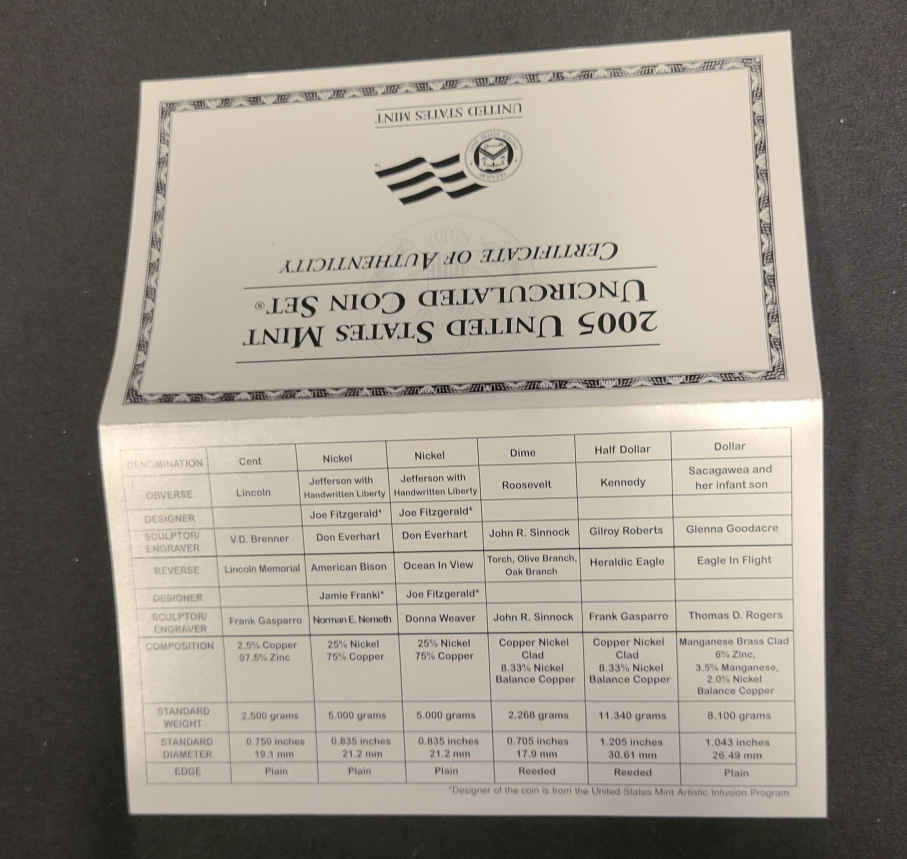 2005 UNITED STATES MINT
UNCIRCULATED COIN SET®
CERTIFICATE OF AUTHENTICITY
UNITED STATES MINT
DENOMINATION Cent Nickel Nickel Dime Half Dollar Dollar
OBVERSE Lincoln Jefferson with Handwritten Liberty Jefferson with Handwritten Liberty Roosevelt Kennedy Sacagawea and her infant son
DESIGNER Joe Fitzgerald* Joe Fitzgerald*
SCULPTOR/ENGRAVER V.D. Brenner Don Everhart Don Everhart John R. Sinnock Gilroy Roberts Glenna Goodacre
REVERSE Lincoln Memorial American Bison Ocean In View Torch, Olive Branch, Oak Branch Heraldic Eagle Eagle In Flight
DESIGNER Jamie Franki* Joe Fitzgerald*
SCULPTOR/ENGRAVER Frank Gasparro Norman E. Nemeth Donna Weaver John R. Sinnock Frank Gasparro Thomas D. Rogers
COMPOSITION 2.5% Copper 97.5% Zinc 25% Nickel 75% Copper 25% Nickel 75% Copper Copper Nickel Clad 8.33% Nickel Balance Copper Copper Nickel Clad 8.33% Nickel Balance Copper Manganese Brass Clad 6% Zinc, 3.5% Manganese, 2.0% Nickel Balance Copper
STANDARD WEIGHT 2.500 grams 5.000 grams 5.000 grams 2.268 grams 11.340 grams 8.100 grams
STANDARD DIAMETER 0.750 inches 19.1 mm 0.835 inches 21.2 mm 0.835 inches 21.2 mm 0.705 inches 17.9 mm 1.205 inches 30.61 mm 1.043 inches 26.49 mm
EDGE Plain Plain Plain Reeded Reeded Plain
*Designer of the coin is from the United States Mint Artistic Infusion Program